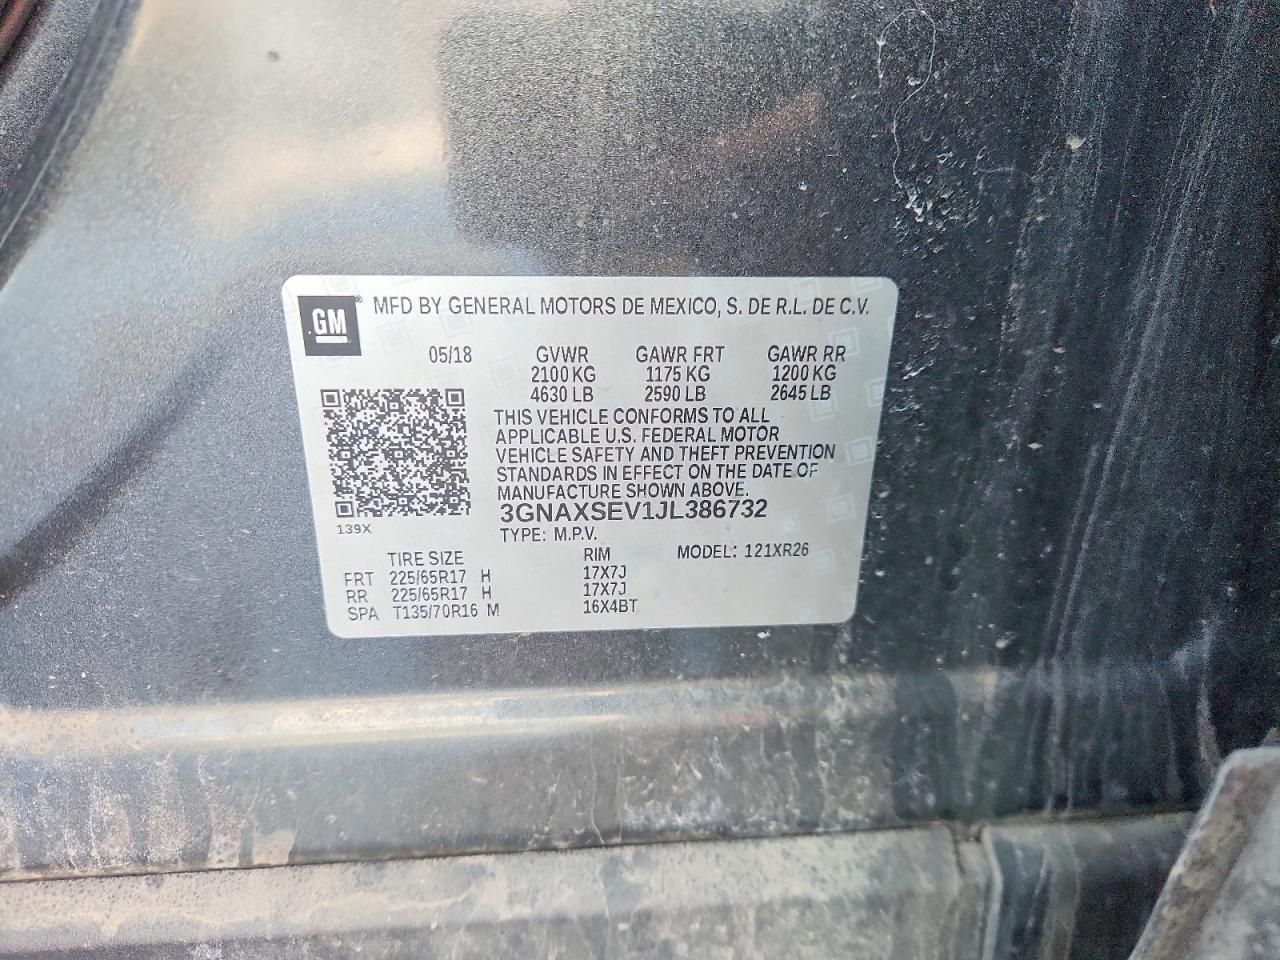 GM® MFD BY GENERAL MOTORS DE MEXICO, S. DE R.L. DE C.V.
05/18 GVWR GAWR FRT GAWR RR
2100 KG 1175 KG 1200 KG
4630 LB 2590 LB 2645 LB
THIS VEHICLE CONFORMS TO ALL
APPLICABLE U.S. FEDERAL MOTOR
VEHICLE SAFETY AND THEFT PREVENTION
STANDARDS IN EFFECT ON THE DATE OF
MANUFACTURE SHOWN ABOVE.
3GNAXSEV1JL386732
139X
TYPE: M.P.V.
TIRE SIZE RIM MODEL: 121XR26
FRT 225/65R17 H 17X7J
RR 225/65R17 H 17X7J
SPA T135/70R16 M 16X4BT